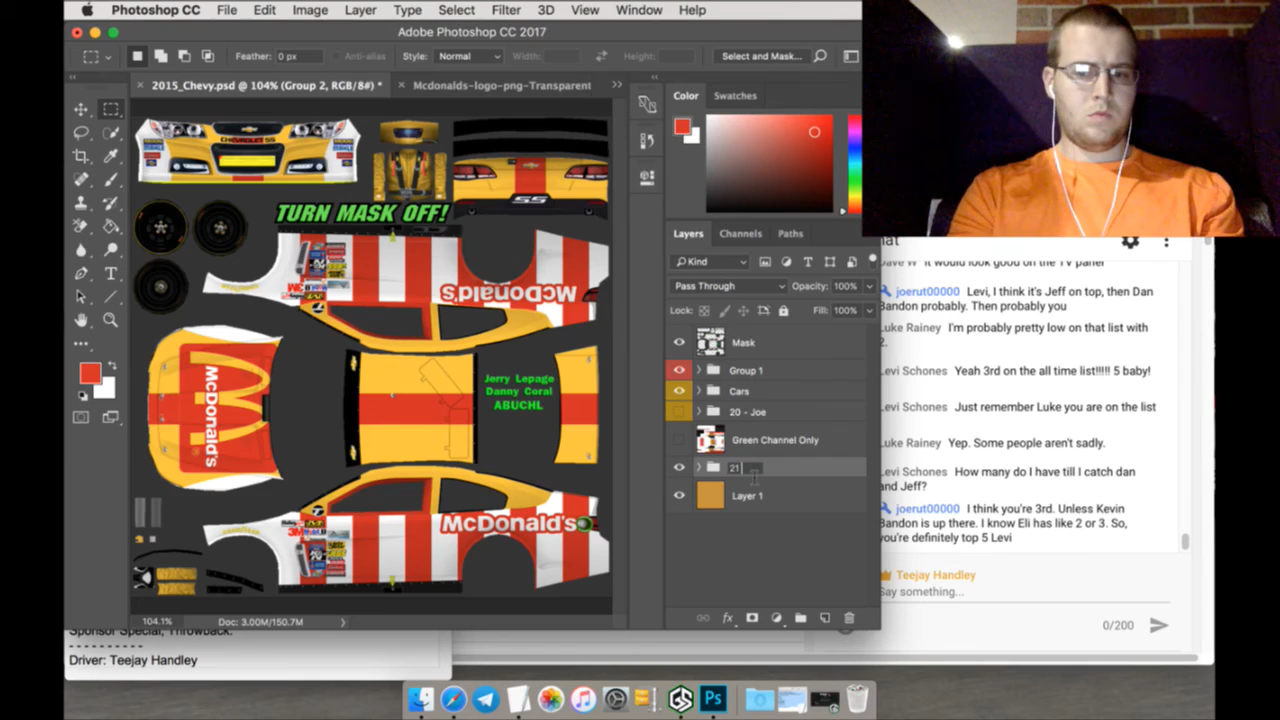 Photoshop CC File Edit Image Layer Type Select Filter 3D View Window Help
Adobe Photoshop CC 2017
Feather: 0 px Anti-alias Style: Normal Width: Height: Select and Mask...
2015_Chevy.psd @ 104% (Group 2, RGB/8#) * Mcdonalds-logo-png-Transparent
Color Swatches
CHEVROLET SS
SS
TURN MASK OFF!
McDonald's
McDonald's
Jerry Lepage
Danny Coral
ABUCHL
McDonald's
3M
104.1% Doc: 3.00M/150.7M
Layers Channels Paths
Kind
Pass Through Opacity: 100%
Lock: Fill: 100%
Mask
Group 1
Cars
20 - Joe
Green Channel Only
21
Layer 1
fx
Dave W It would look good on the TV panel
joerut00000 Levi, I think it's Jeff on top, then Dan
Bandon probably. Then probably you
Luke Rainey I'm probably pretty low on that list with
2.
Levi Schones Yeah 3rd on the all time list!!!!! 5 baby!
Levi Schones Just remember Luke you are on the list
Luke Rainey Yep. Some people aren't sadly.
Levi Schones How many do I have till I catch dan
and Jeff?
joerut00000 I think you're 3rd. Unless Kevin
Bandon is up there. I know Eli has like 2 or 3. So,
you're definitely top 5 Levi
Teejay Handley
Say something...
0/200
Sponsor Special, Throwback.
----------
Driver: Teejay Handley
Ps